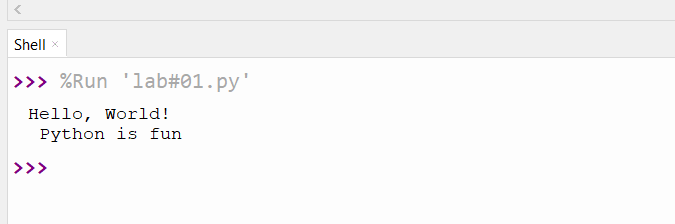 Shell ×
>>> %Run 'lab#01.py'
Hello, World!
Python is fun
>>>